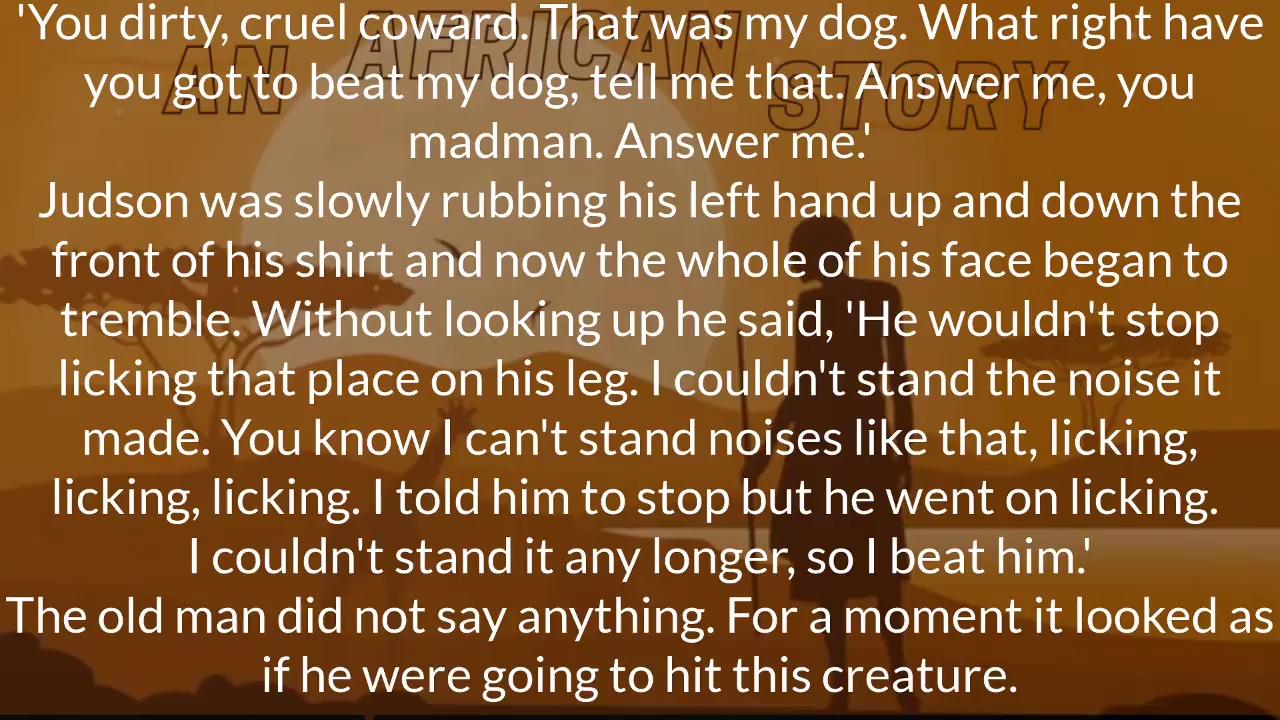 'You dirty, cruel coward. That was my dog. What right have
you got to beat my dog, tell me that. Answer me, you
madman. Answer me.'
Judson was slowly rubbing his left hand up and down the
front of his shirt and now the whole of his face began to
tremble. Without looking up he said, 'He wouldn't stop
licking that place on his leg. I couldn't stand the noise it
made. You know I can't stand noises like that, licking,
licking, licking. I told him to stop but he went on licking.
I couldn't stand it any longer, so I beat him.'
The old man did not say anything. For a moment it looked as
if he were going to hit this creature.
AN AFRICAN STORY